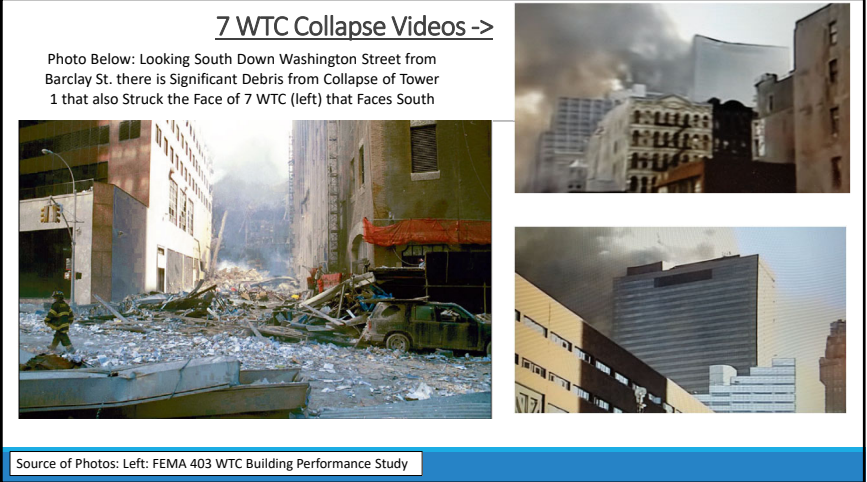 7 WTC Collapse Videos ->
Photo Below: Looking South Down Washington Street from
Barclay St. there is Significant Debris from Collapse of Tower
1 that also Struck the Face of 7 WTC (left) that Faces South
Source of Photos: Left: FEMA 403 WTC Building Performance Study